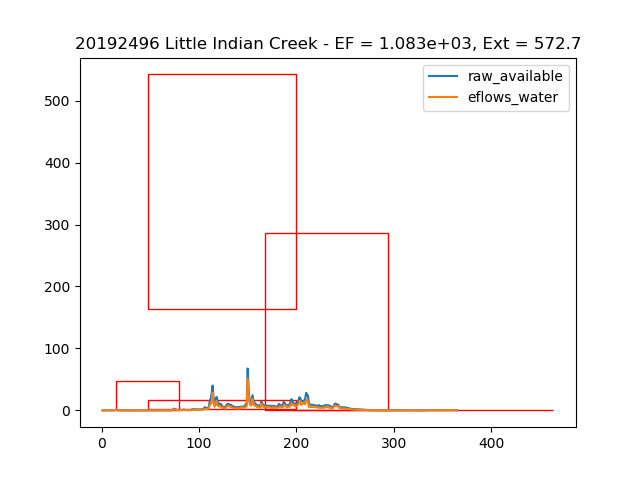 20192496 Little Indian Creek - EF = 1.083e+03, Ext = 572.7
raw_available
eflows_water
500
400
300
200
100
0
0 100 200 300 400